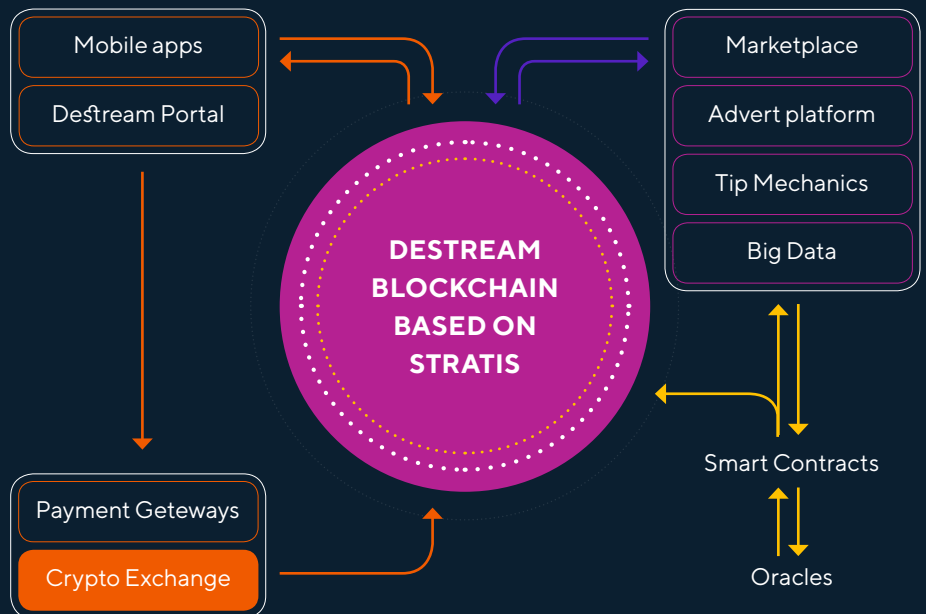 Mobile apps
Destream Portal
Payment Geteways
Crypto Exchange
DESTREAM
BLOCKCHAIN
BASED ON
STRATIS
Marketplace
Advert platform
Tip Mechanics
Big Data
Smart Contracts
Oracles